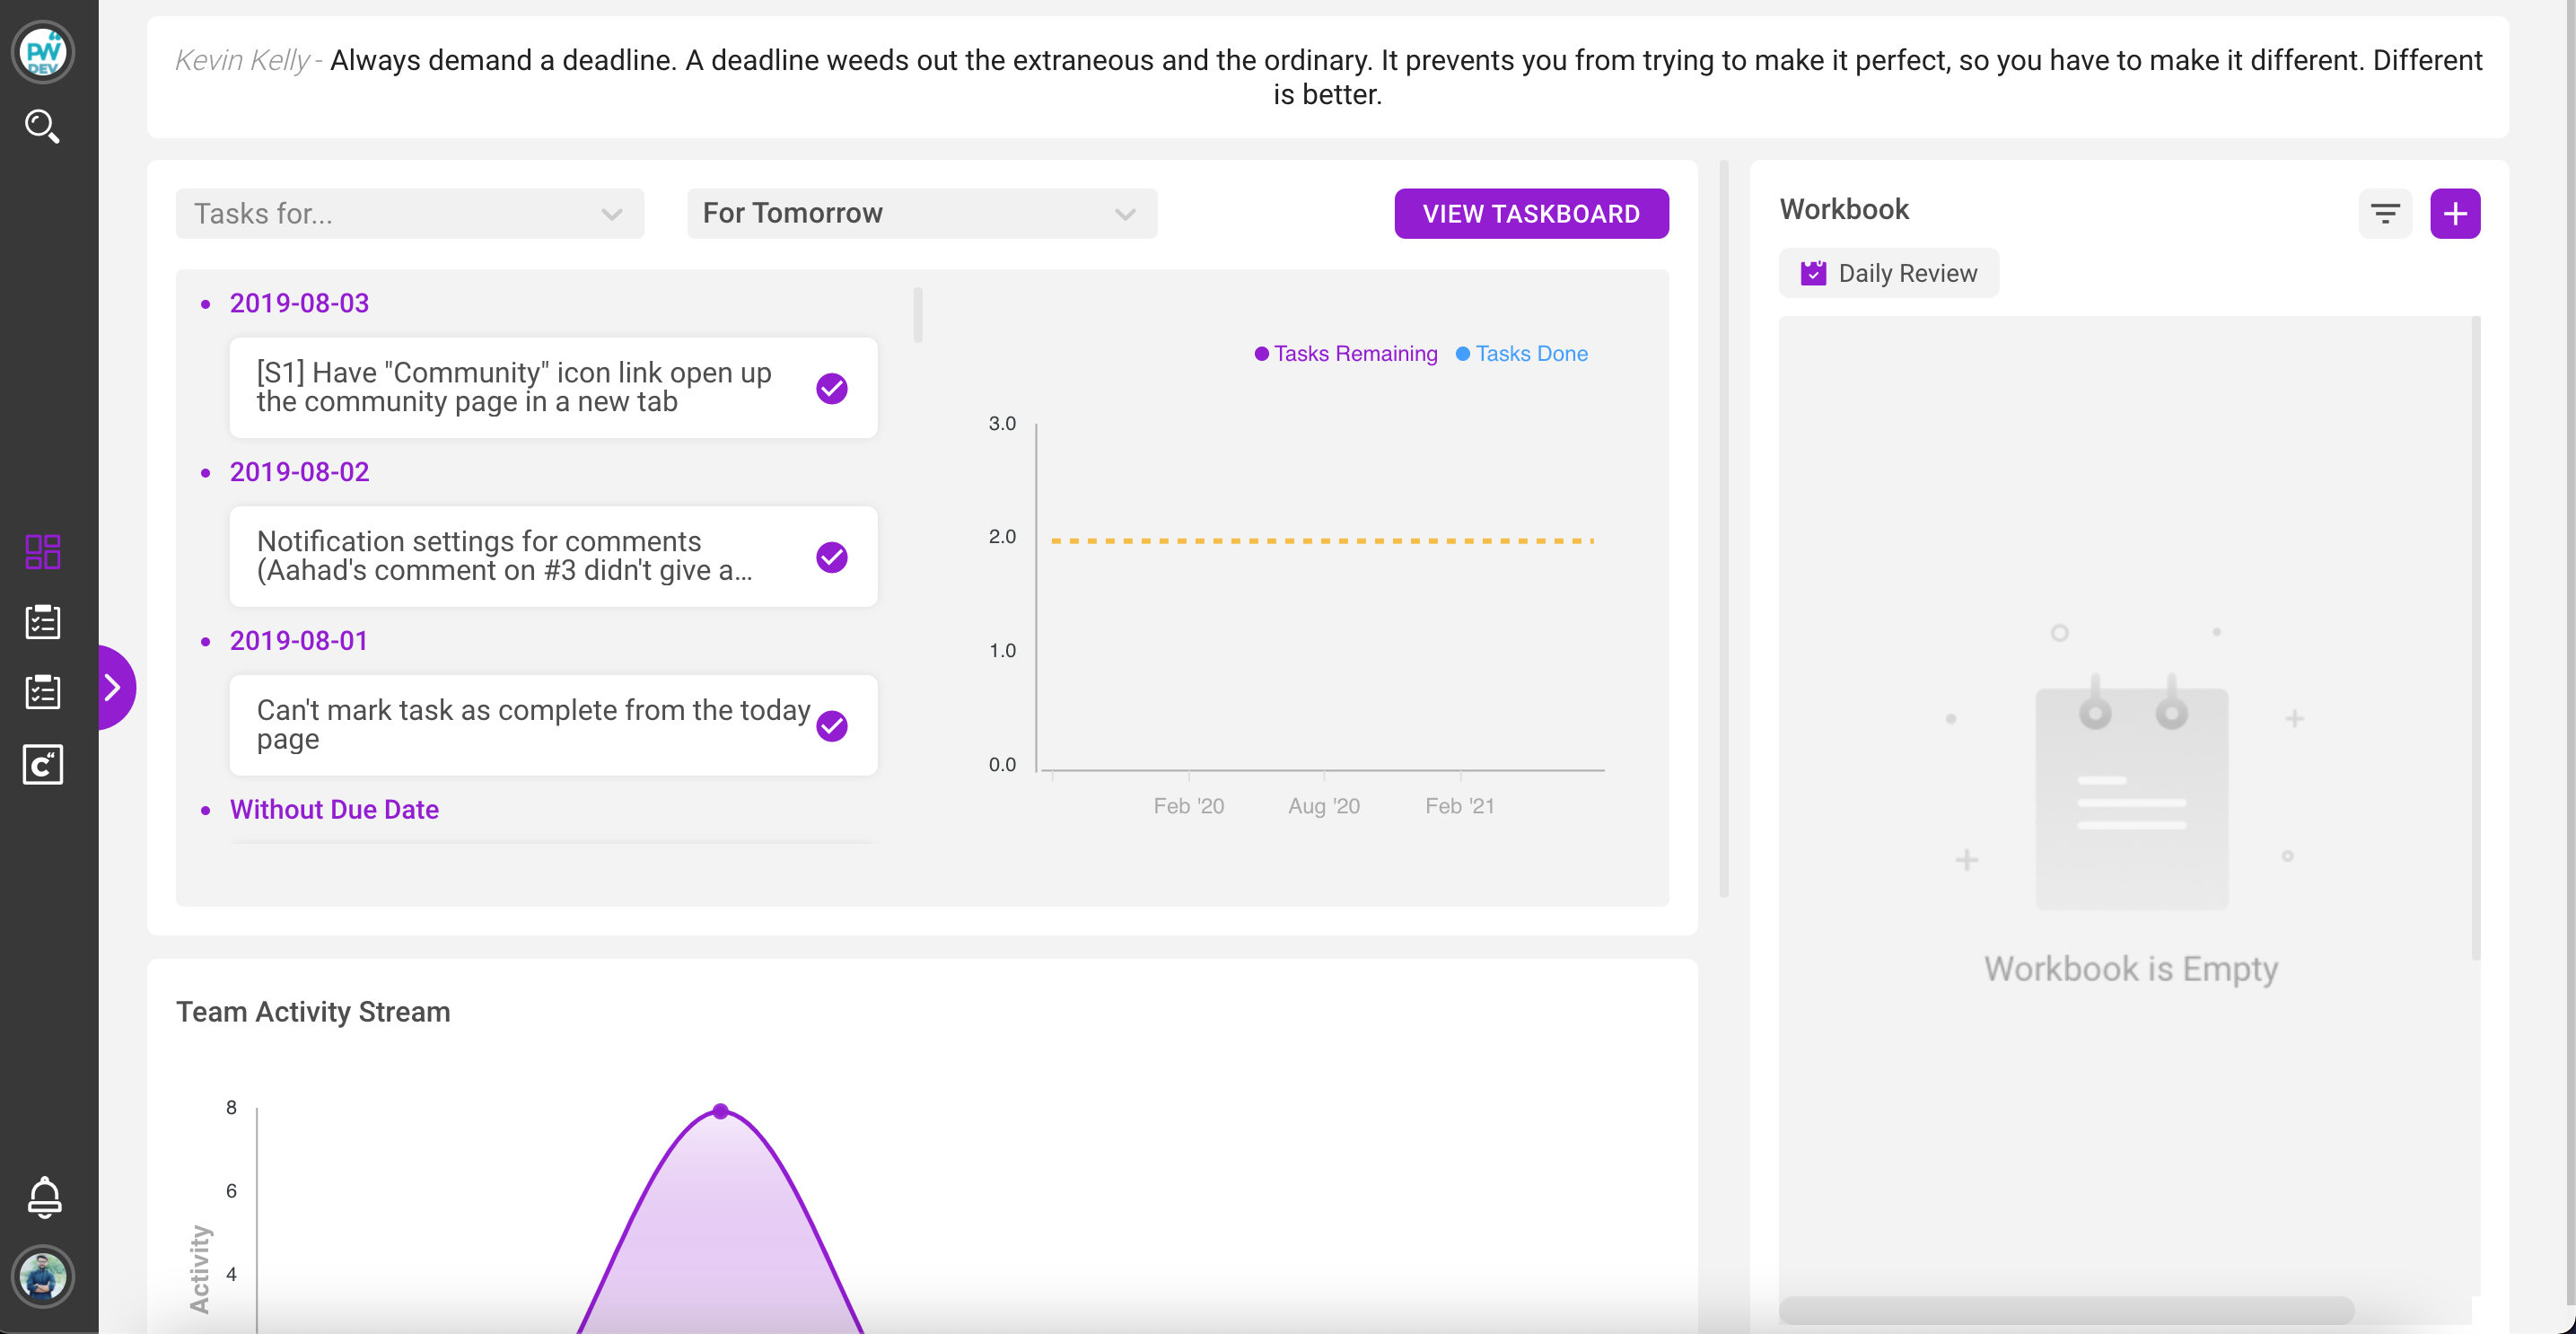 PW
DEV
Kevin Kelly - Always demand a deadline. A deadline weeds out the extraneous and the ordinary. It prevents you from trying to make it perfect, so you have to make it different. Different
is better.
Tasks for...
For Tomorrow
VIEW TASKBOARD
2019-08-03
[S1] Have "Community" icon link open up
the community page in a new tab
2019-08-02
Notification settings for comments
(Aahad's comment on #3 didn't give a...
2019-08-01
Can't mark task as complete from the today
page
Without Due Date
Tasks Remaining
Tasks Done
3.0
2.0
1.0
0.0
Feb '20
Aug '20
Feb '21
Workbook
Daily Review
Workbook is Empty
Team Activity Stream
8
6
4
Activity
C"